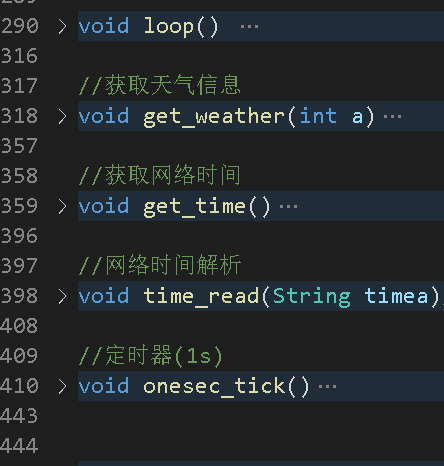 290 > void loop() ⋯
316
317 //获取天气信息
318 > void get_weather(int a)⋯
357
358 //获取网络时间
359 > void get_time()⋯
396
397 //网络时间解析
398 > void time_read(String timea)
408
409 //定时器(1s)
410 > void onesec_tick()⋯
443
444